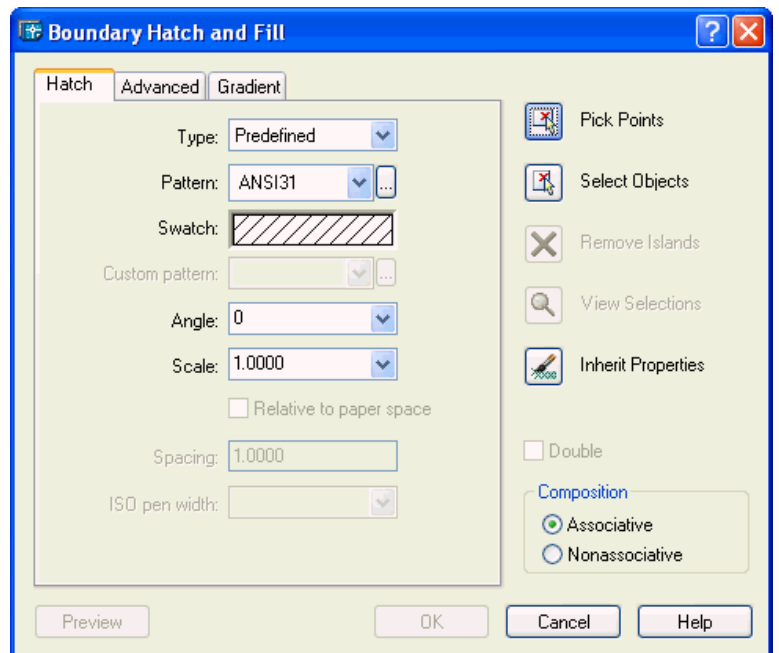 Boundary Hatch and Fill
Hatch Advanced Gradient
Type: Predefined
Pattern: ANSI31 ...
Swatch:
Custom pattern: ...
Angle: 0
Scale: 1.0000
Relative to paper space
Spacing: 1.0000
ISO pen width:
Pick Points
Select Objects
Remove Islands
View Selections
Inherit Properties
Double
Composition
Associative
Nonassociative
Preview OK Cancel Help